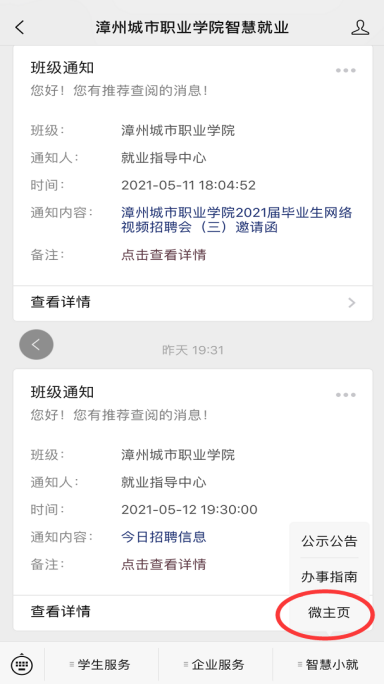 漳州城市职业学院智慧就业
班级通知
您好！您有推荐查阅的消息！
班级： 漳州城市职业学院
通知人： 就业指导中心
时间： 2021-05-11 18:04:52
通知内容： 漳州城市职业学院2021届毕业生网络
视频招聘会（三）邀请函
备注： 点击查看详情
查看详情
昨天 19:31
班级通知
您好！您有推荐查阅的消息！
班级： 漳州城市职业学院
通知人： 就业指导中心
时间： 2021-05-12 19:30:00
通知内容： 今日招聘信息
备注： 点击查看详情
查看详情
公示公告
办事指南
微主页
学生服务 企业服务 智慧小就